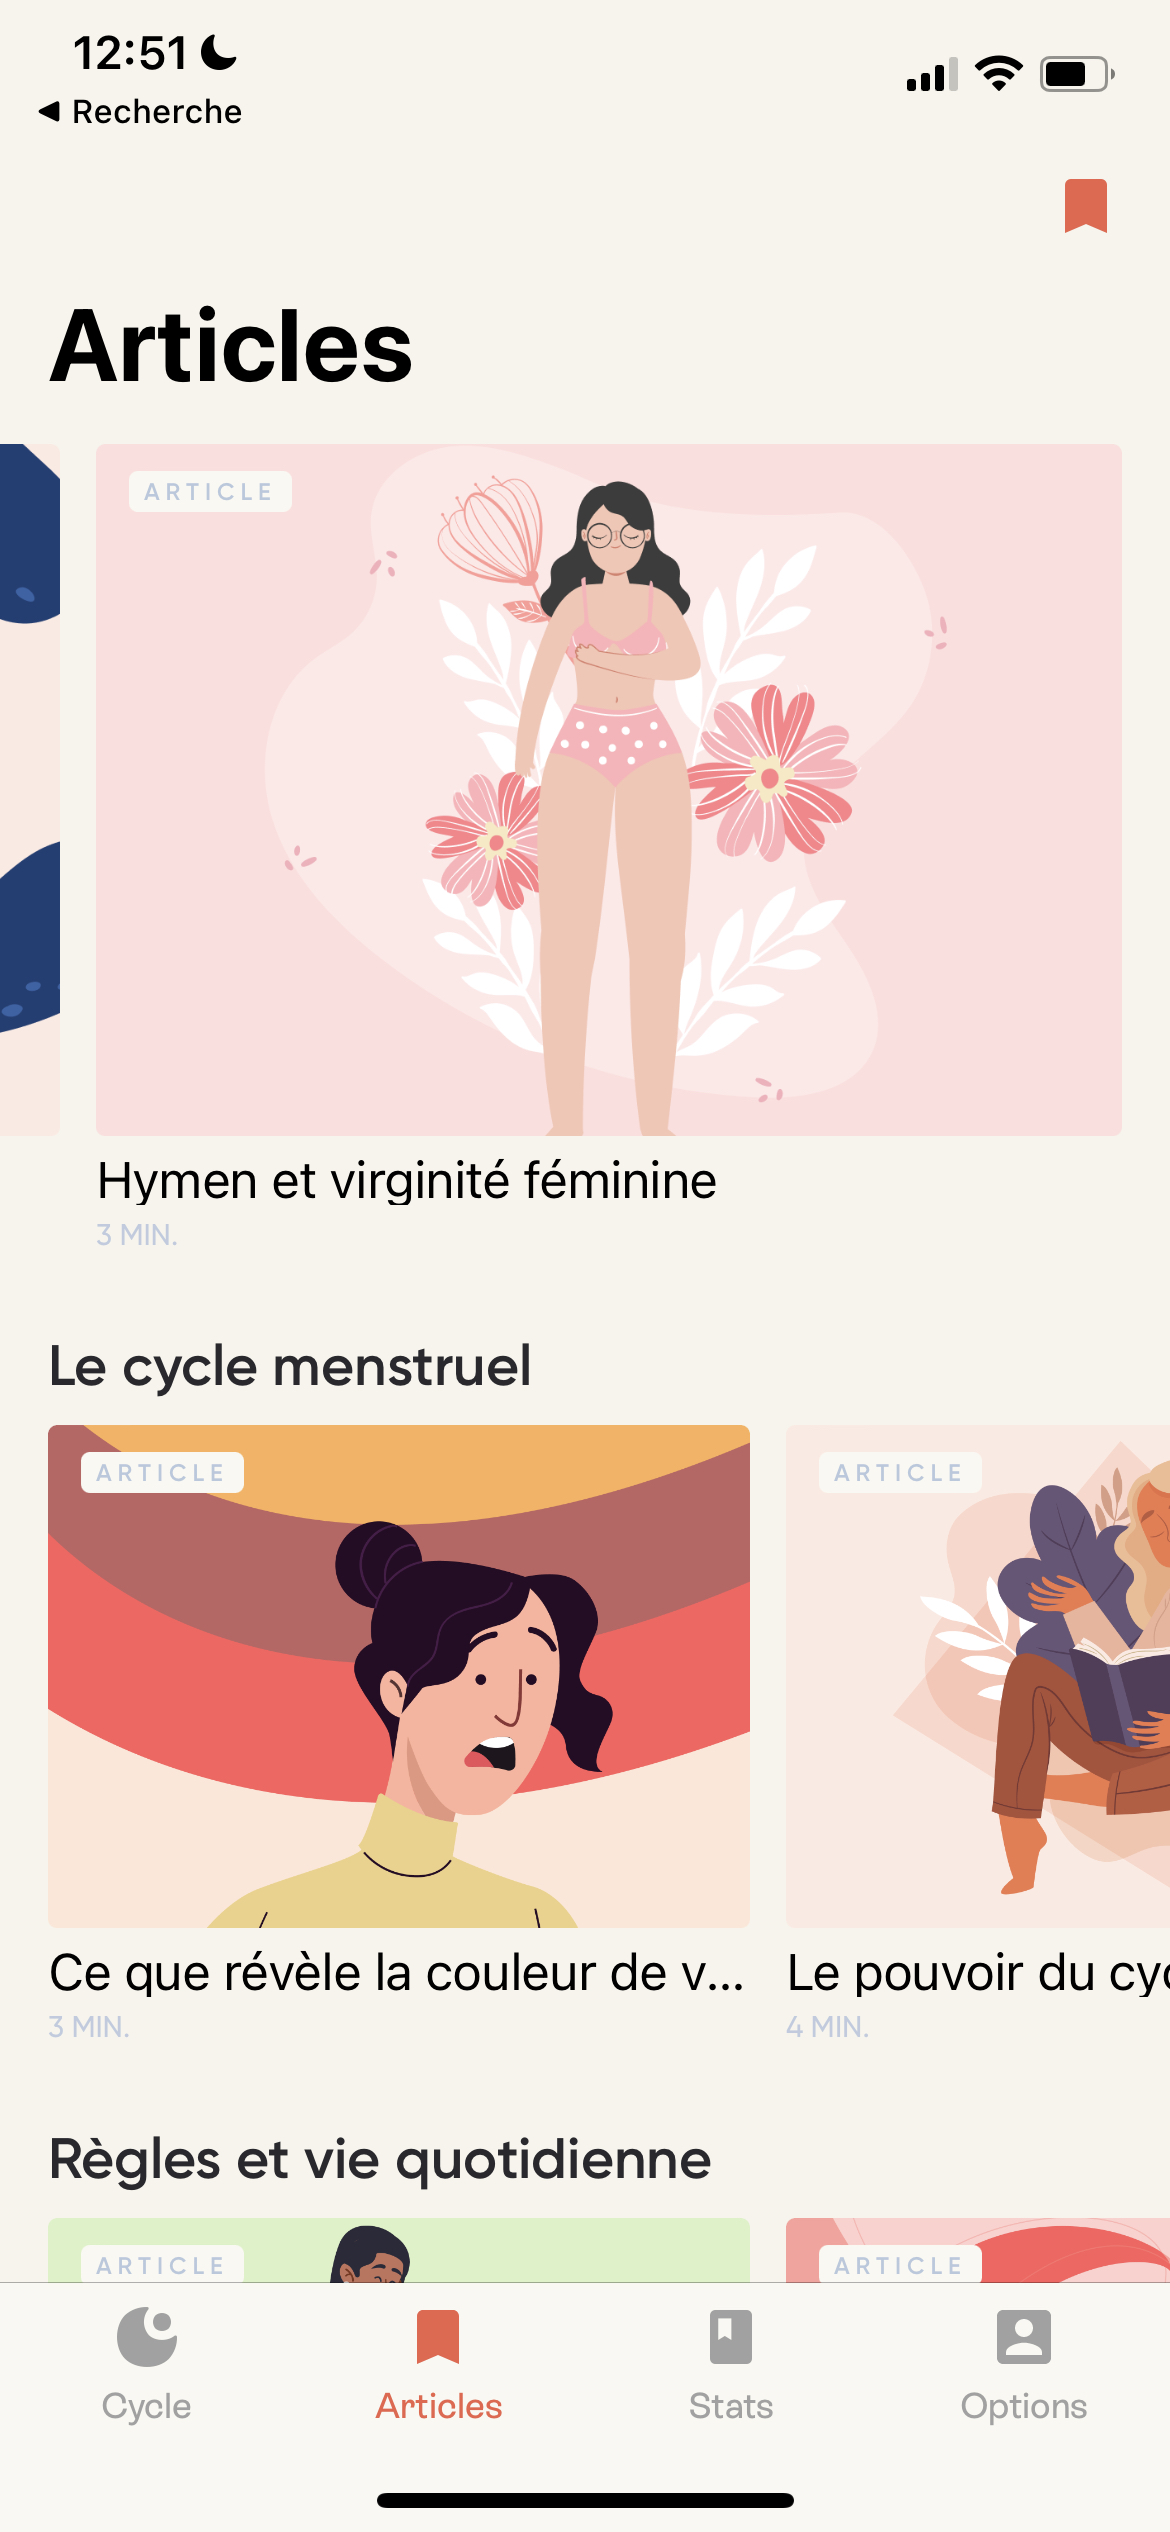 12:51
Recherche
Articles
ARTICLE
Hymen et virginité féminine
3 MIN.
Le cycle menstruel
ARTICLE
ARTICLE
Ce que révèle la couleur de v...
Le pouvoir du cyc
3 MIN.
4 MIN.
Règles et vie quotidienne
ARTICLE
ARTICLE
Cycle
Articles
Stats
Options